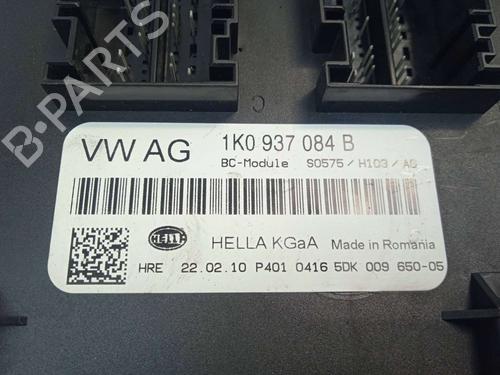 B-PARTS
VW AG 1K0 937 084 B
BC-Module S0575/H103/AG
HELLA HELLA KGaA Made in Romania
HRE 22.02.10 P401 0416 5DK 009 650-05